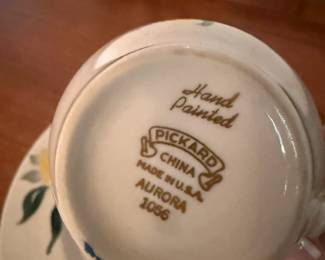 Hand
Painted
PICKARD
CHINA
MADE IN U.S.A.
AURORA
1056